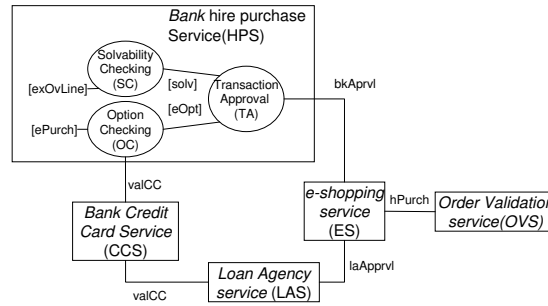 Bank hire purchase
Service(HPS)
Solvability
Checking
(SC)
[exOvLine]
[solv]
Transaction
Approval
(TA)
bkAprvl
[eOpt]
Option
Checking
(OC)
[ePurch]
valCC
e-shopping
service
(ES)
hPurch
Order Validation
service(OVS)
Bank Credit
Card Service
(CCS)
laApprvl
Loan Agency
service (LAS)
valCC